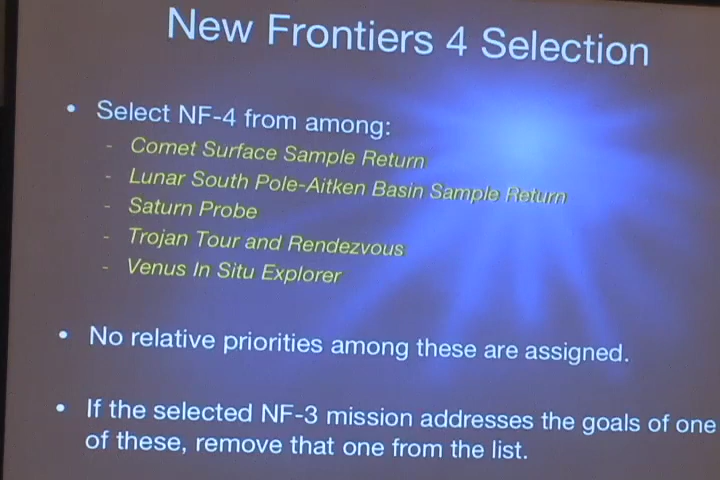 New Frontiers 4 Selection
• Select NF-4 from among:
- Comet Surface Sample Return
- Lunar South Pole-Aitken Basin Sample Return
- Saturn Probe
- Trojan Tour and Rendezvous
- Venus In Situ Explorer
• No relative priorities among these are assigned.
• If the selected NF-3 mission addresses the goals of one
of these, remove that one from the list.